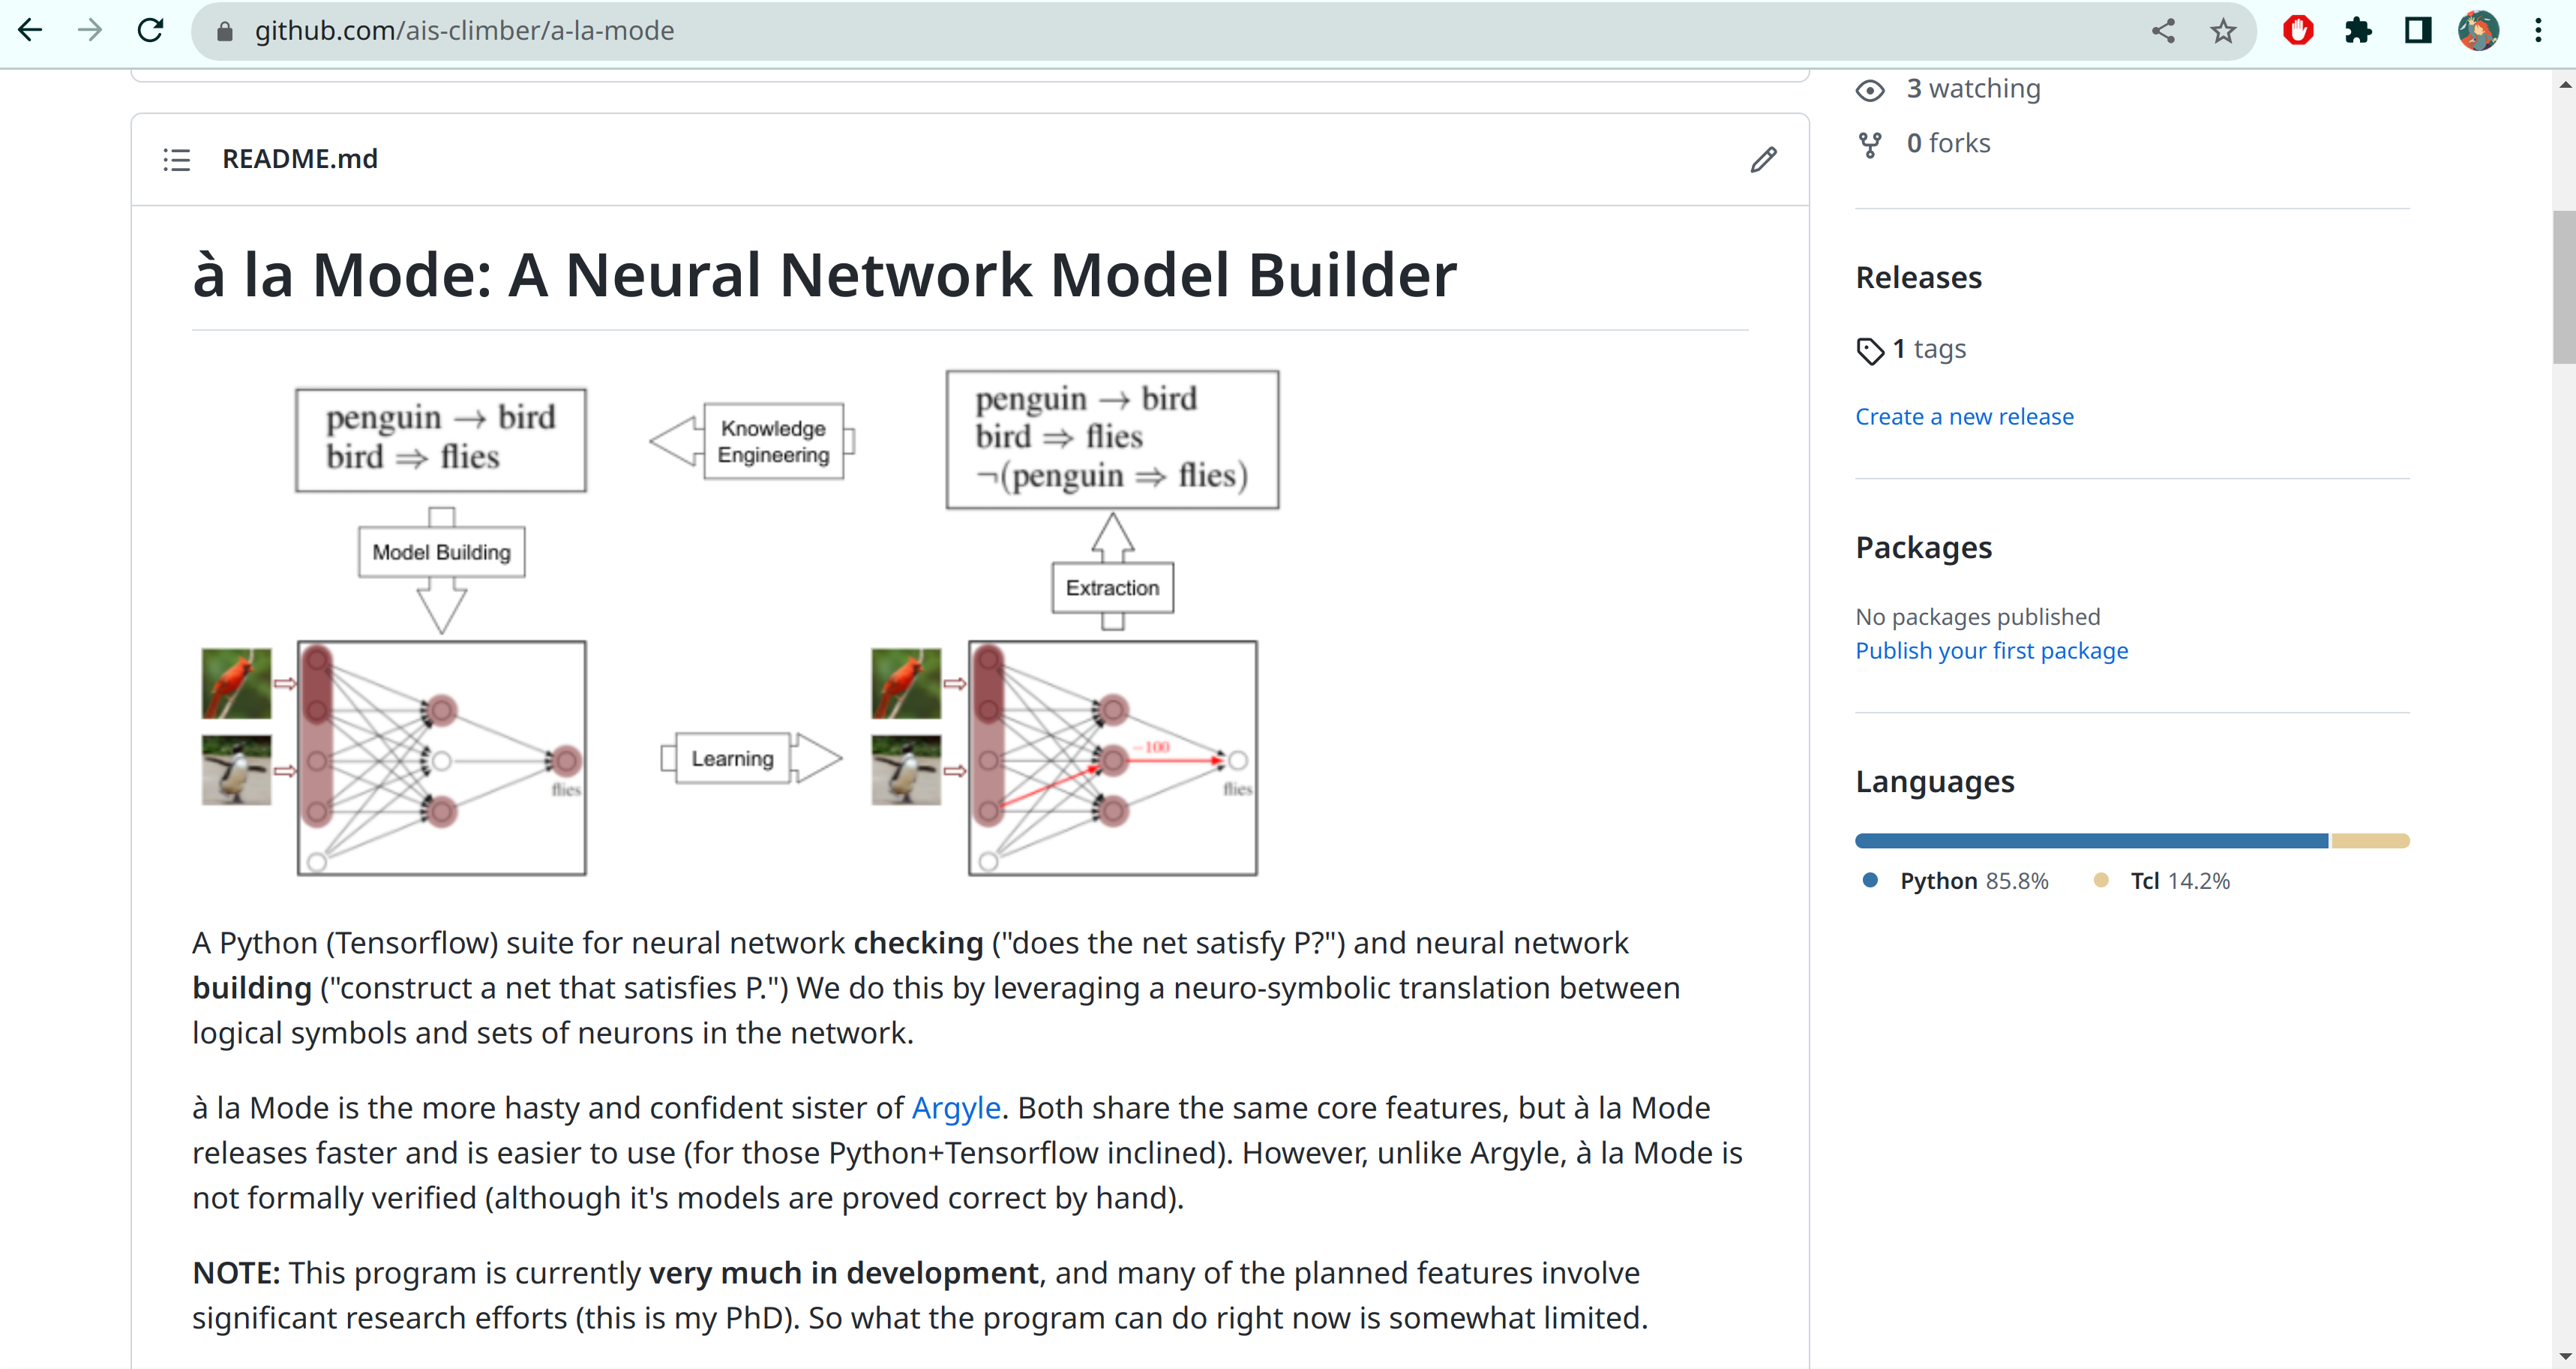 github.com/ais-climber/a-la-mode
3 watching
0 forks
README.md
à la Mode: A Neural Network Model Builder
penguin → bird
bird ⇒ flies
Knowledge
Engineering
penguin → bird
bird ⇒ flies
¬(penguin ⇒ flies)
Model Building
Extraction
flies
Learning
−100
flies
A Python (Tensorflow) suite for neural network checking ("does the net satisfy P?") and neural network
building ("construct a net that satisfies P.") We do this by leveraging a neuro-symbolic translation between
logical symbols and sets of neurons in the network.
à la Mode is the more hasty and confident sister of Argyle. Both share the same core features, but à la Mode
releases faster and is easier to use (for those Python+Tensorflow inclined). However, unlike Argyle, à la Mode is
not formally verified (although it's models are proved correct by hand).
NOTE: This program is currently very much in development, and many of the planned features involve
significant research efforts (this is my PhD). So what the program can do right now is somewhat limited.
Releases
1 tags
Create a new release
Packages
No packages published
Publish your first package
Languages
Python 85.8% Tcl 14.2%